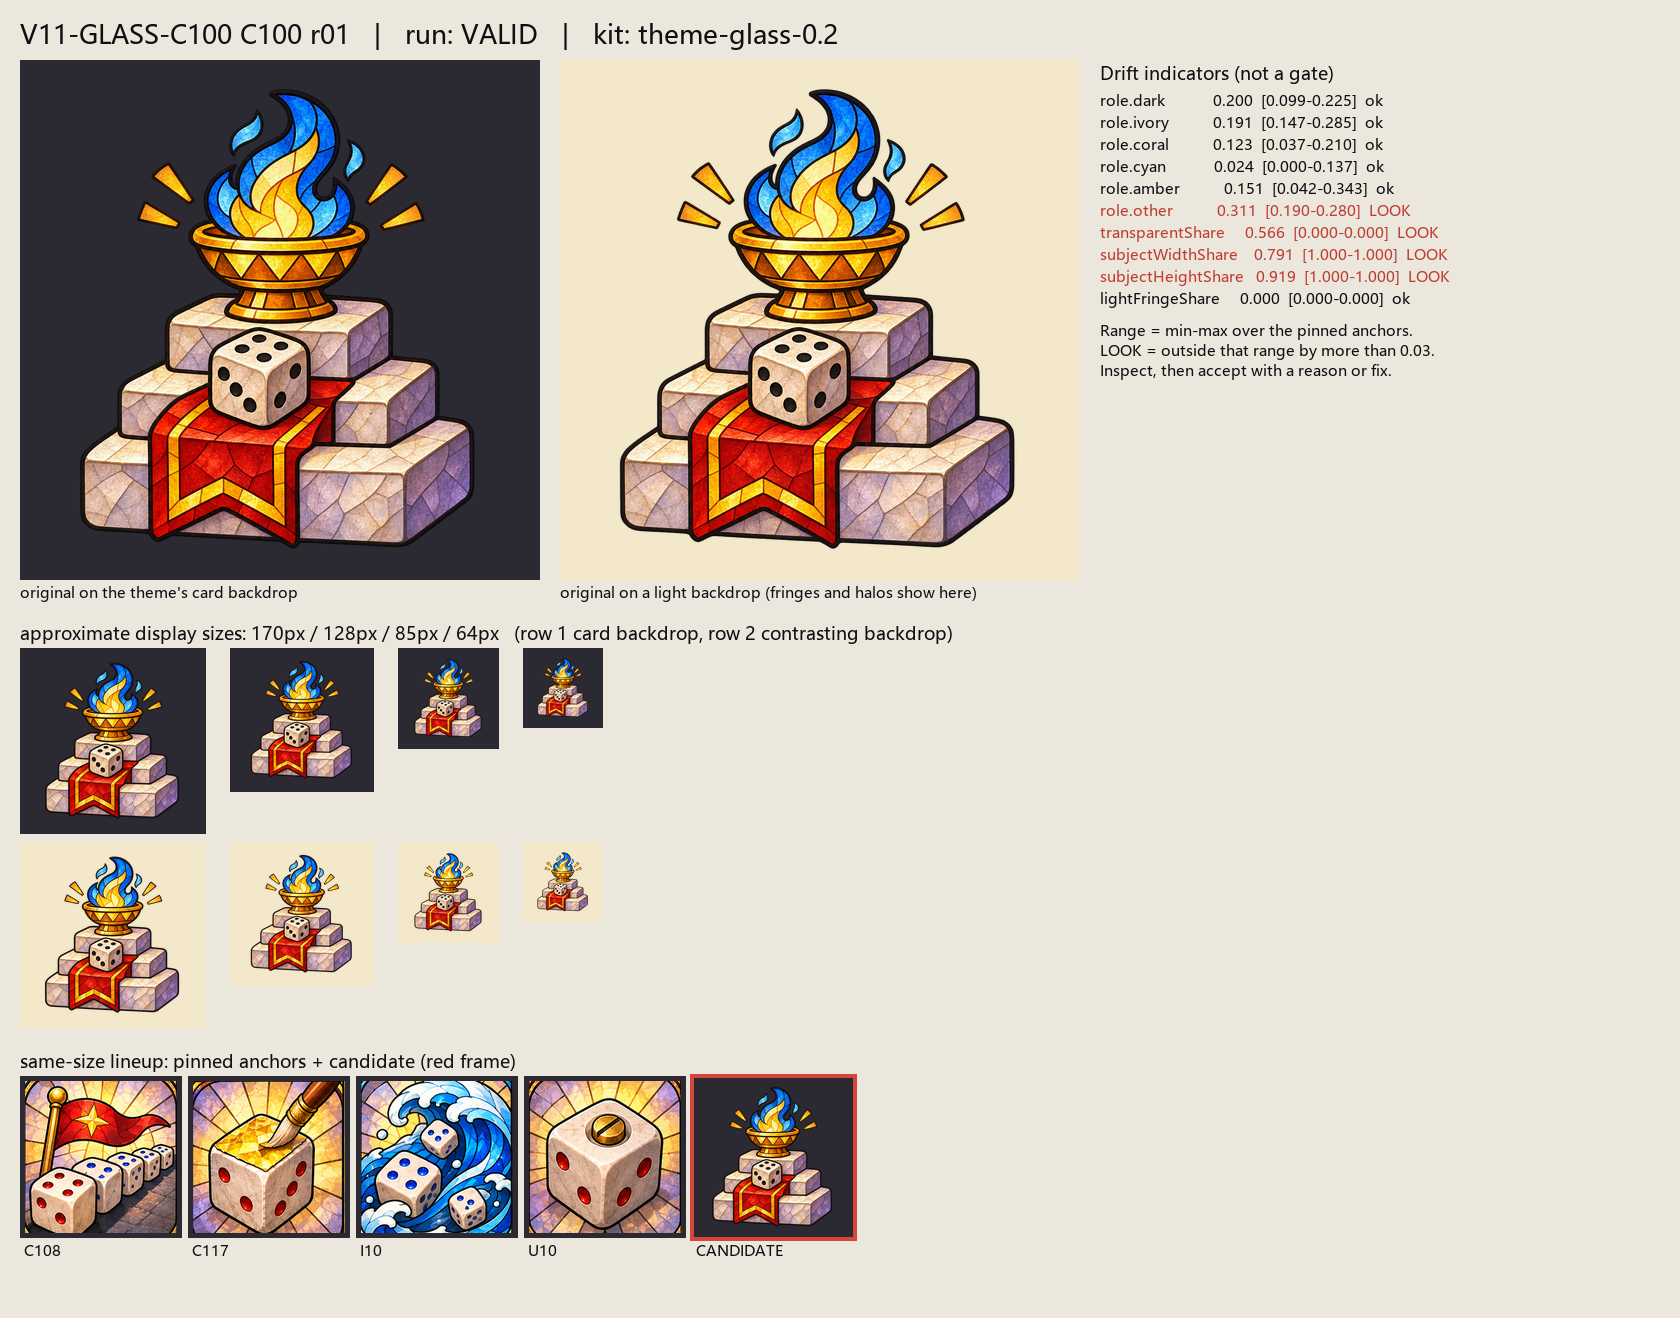 V11-GLASS-C100 C100 r01 | run: VALID | kit: theme-glass-0.2
Drift indicators (not a gate)
role.dark 0.200 [0.099-0.225] ok
role.ivory 0.191 [0.147-0.285] ok
role.coral 0.123 [0.037-0.210] ok
role.cyan 0.024 [0.000-0.137] ok
role.amber 0.151 [0.042-0.343] ok
role.other 0.311 [0.190-0.280] LOOK
transparentShare 0.566 [0.000-0.000] LOOK
subjectWidthShare 0.791 [1.000-1.000] LOOK
subjectHeightShare 0.919 [1.000-1.000] LOOK
lightFringeShare 0.000 [0.000-0.000] ok
Range = min-max over the pinned anchors.
LOOK = outside that range by more than 0.03.
Inspect, then accept with a reason or fix.
original on the theme's card backdrop
original on a light backdrop (fringes and halos show here)
approximate display sizes: 170px / 128px / 85px / 64px (row 1 card backdrop, row 2 contrasting backdrop)
same-size lineup: pinned anchors + candidate (red frame)
C108
C117
I10
U10
CANDIDATE